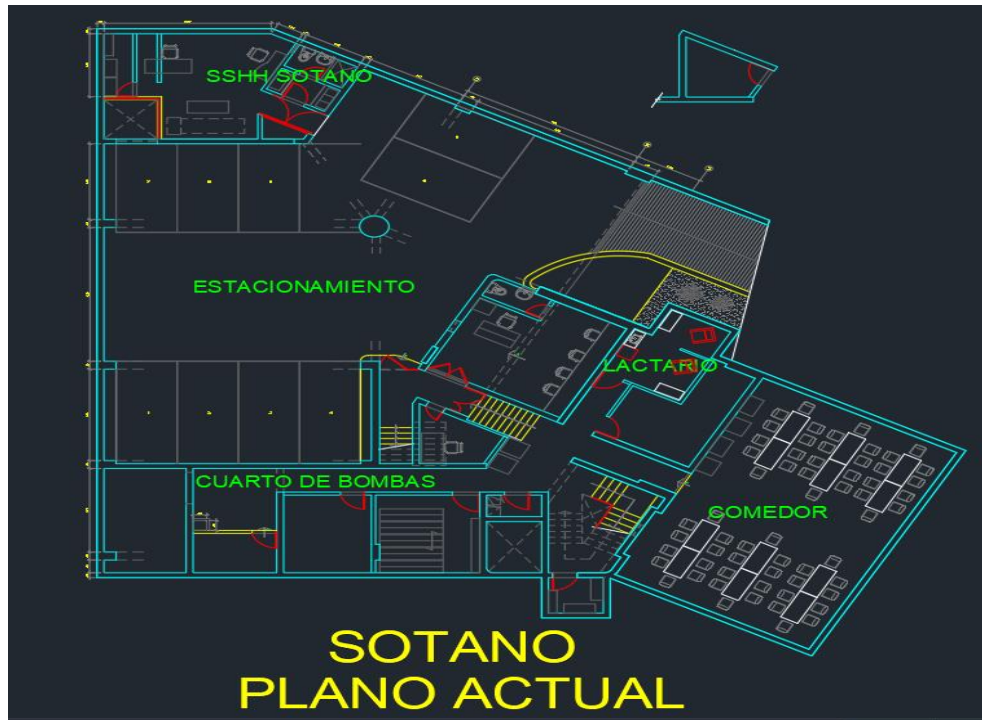 SSHH SOTANO
ESTACIONAMIENTO
LACTARIO
CUARTO DE BOMBAS
COMEDOR
SOTANO
PLANO ACTUAL